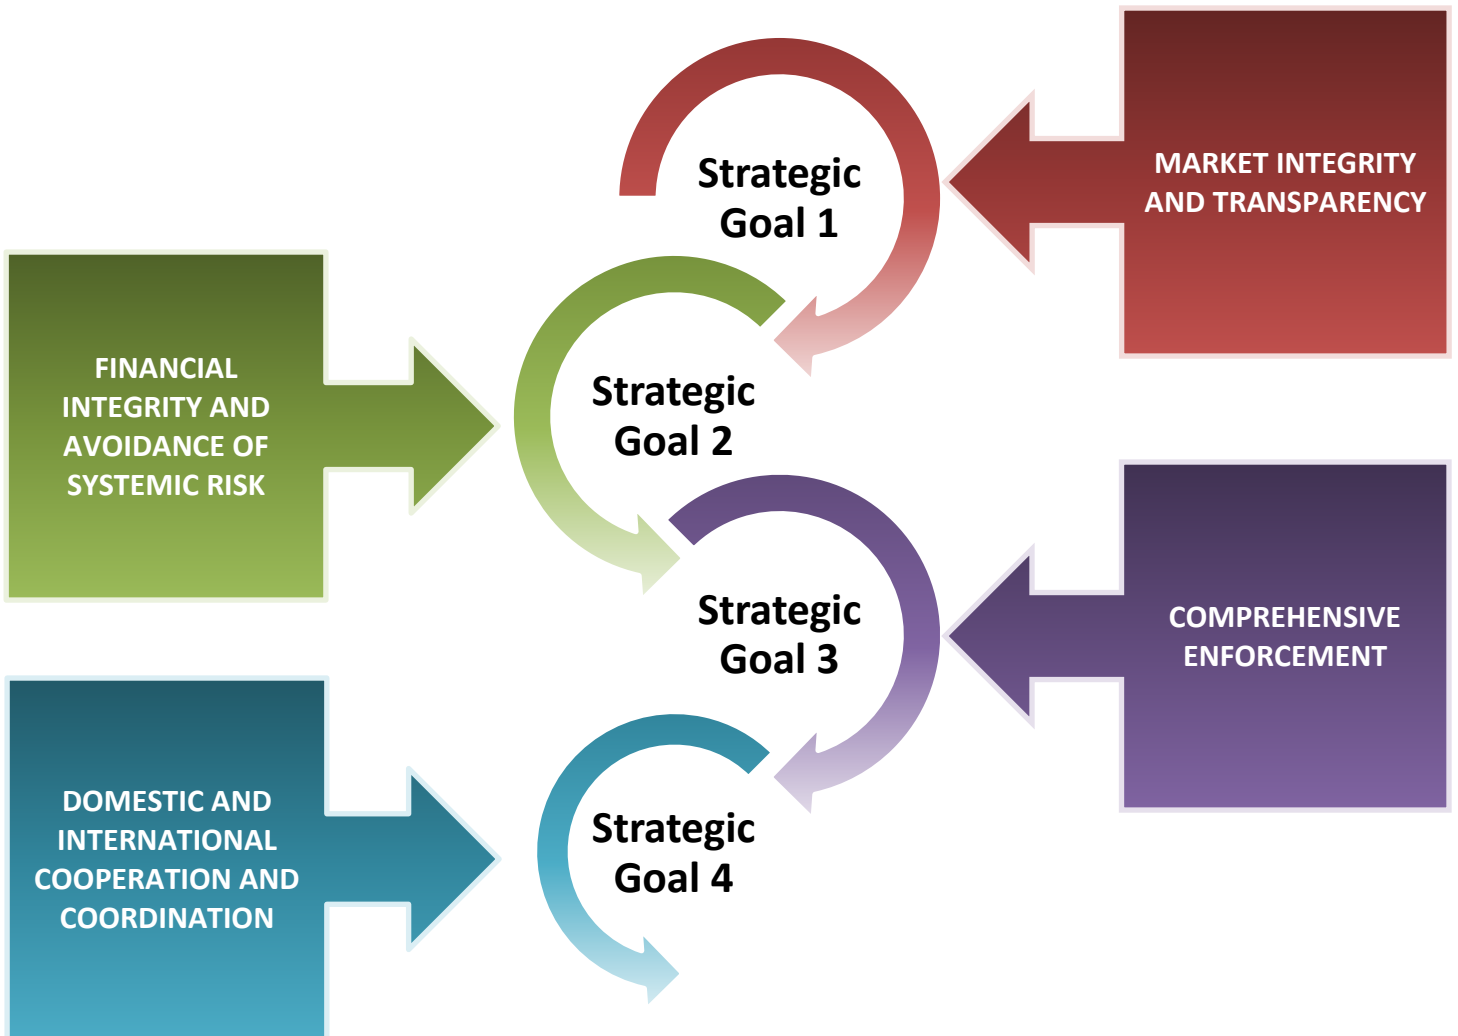 Strategic
Goal 1
MARKET INTEGRITY
AND TRANSPARENCY
FINANCIAL
INTEGRITY AND
AVOIDANCE OF
SYSTEMIC RISK
Strategic
Goal 2
Strategic
Goal 3
COMPREHENSIVE
ENFORCEMENT
DOMESTIC AND
INTERNATIONAL
COOPERATION AND
COORDINATION
Strategic
Goal 4